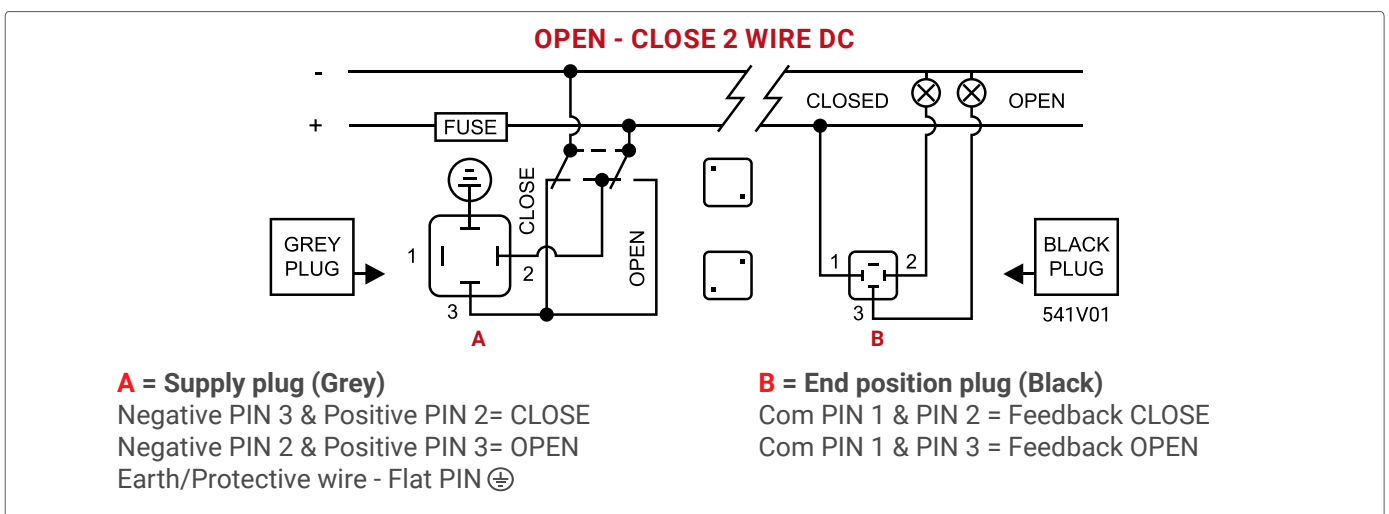 OPEN - CLOSE 2 WIRE DC
-
CLOSED
OPEN
+
FUSE
CLOSE
GREY
PLUG
1
2
OPEN
3
A
1
2
BLACK
PLUG
3
541V01
B
A = Supply plug (Grey)
Negative PIN 3 & Positive PIN 2= CLOSE
Negative PIN 2 & Positive PIN 3= OPEN
Earth/Protective wire - Flat PIN
B = End position plug (Black)
Com PIN 1 & PIN 2 = Feedback CLOSE
Com PIN 1 & PIN 3 = Feedback OPEN